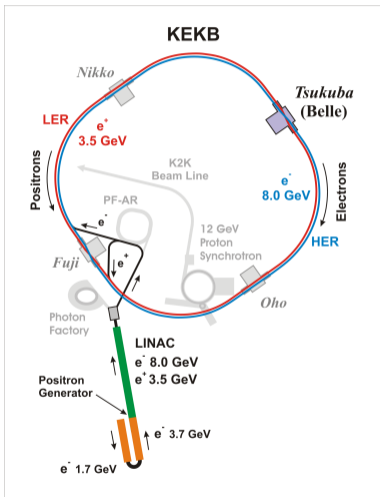 KEKB
Nikko
Tsukuba
(Belle)
LER
e⁺
3.5 GeV
K2K
Beam Line
e⁻
8.0 GeV
Positrons
Electrons
PF-AR
e⁻
12 GeV
Proton
Synchrotron
HER
e⁺
Fuji
Oho
Photon
Factory
LINAC
e⁻ 8.0 GeV
e⁺ 3.5 GeV
Positron
Generator
e⁻ 3.7 GeV
e⁻ 1.7 GeV